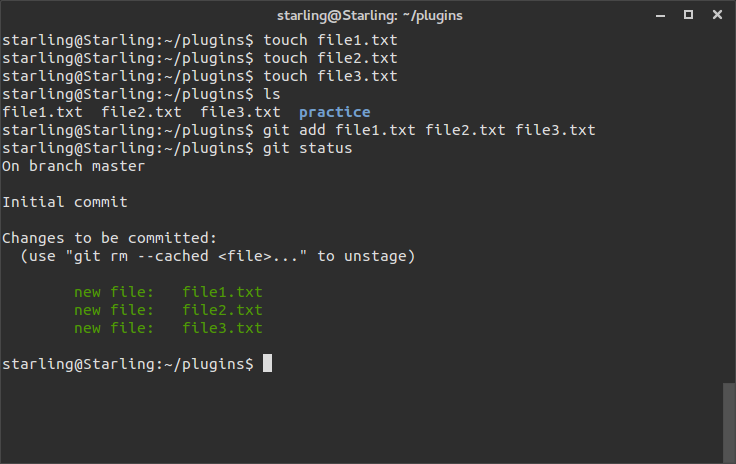 starling@Starling: ~/plugins
starling@Starling:~/plugins$ touch file1.txt
starling@Starling:~/plugins$ touch file2.txt
starling@Starling:~/plugins$ touch file3.txt
starling@Starling:~/plugins$ ls
file1.txt  file2.txt  file3.txt  practice
starling@Starling:~/plugins$ git add file1.txt file2.txt file3.txt
starling@Starling:~/plugins$ git status
On branch master
Initial commit
Changes to be committed:
  (use "git rm --cached <file>..." to unstage)
        new file:   file1.txt
        new file:   file2.txt
        new file:   file3.txt
starling@Starling:~/plugins$